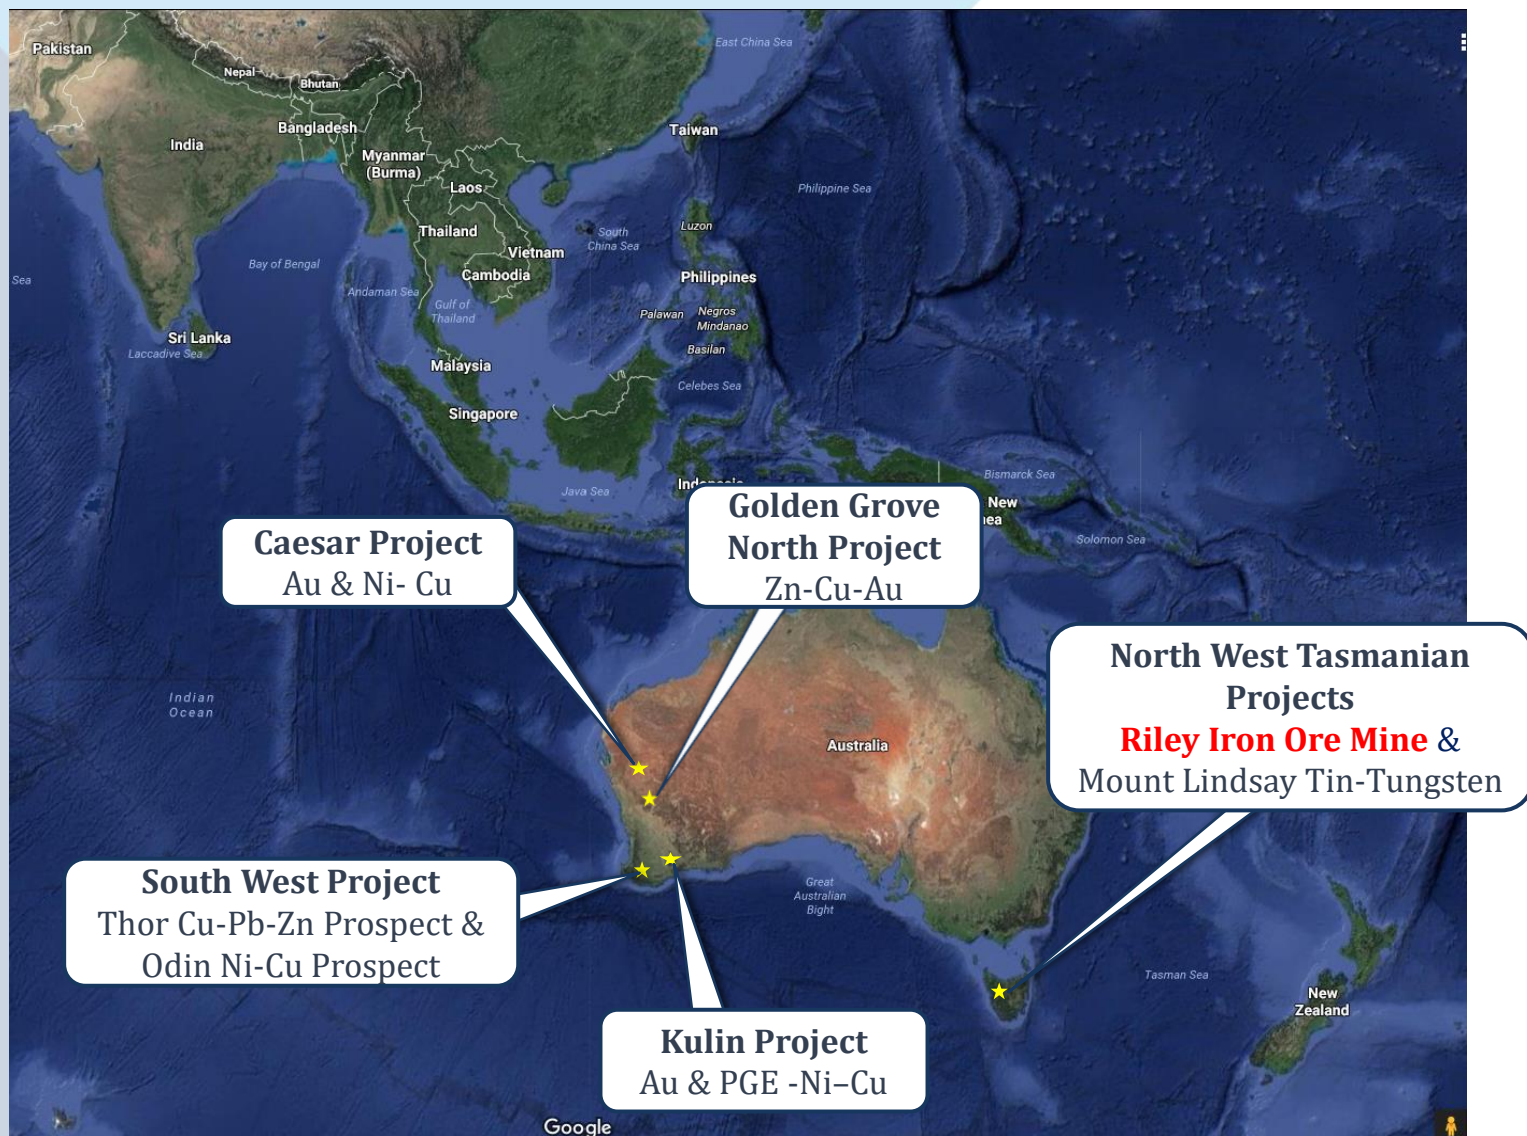 East China Sea
Pakistan
Nepal
Bhutan
Bangladesh
Taiwan
India
Myanmar
(Burma)
Laos
Philippine Sea
Thailand
Luzon
South
China Sea
Vietnam
Bay of Bengal
Cambodia
Philippines
Sea
Andaman Sea
Gulf of
Thailand
Palawan
Negros
Mindanao
Sri Lanka
Laccadive Sea
Basilan
Malaysia
Celebes Sea
Singapore
Bismarck Sea
Java Sea
New
Solomon Sea
Caesar Project
Au & Ni- Cu
Golden Grove
North Project
Zn-Cu-Au
North West Tasmanian
Projects
Riley Iron Ore Mine &
Mount Lindsay Tin-Tungsten
Indian
Ocean
Australia
South West Project
Thor Cu-Pb-Zn Prospect &
Odin Ni-Cu Prospect
Great
Australian
Bight
Tasman Sea
New
Zealand
Kulin Project
Au & PGE -Ni–Cu
Google